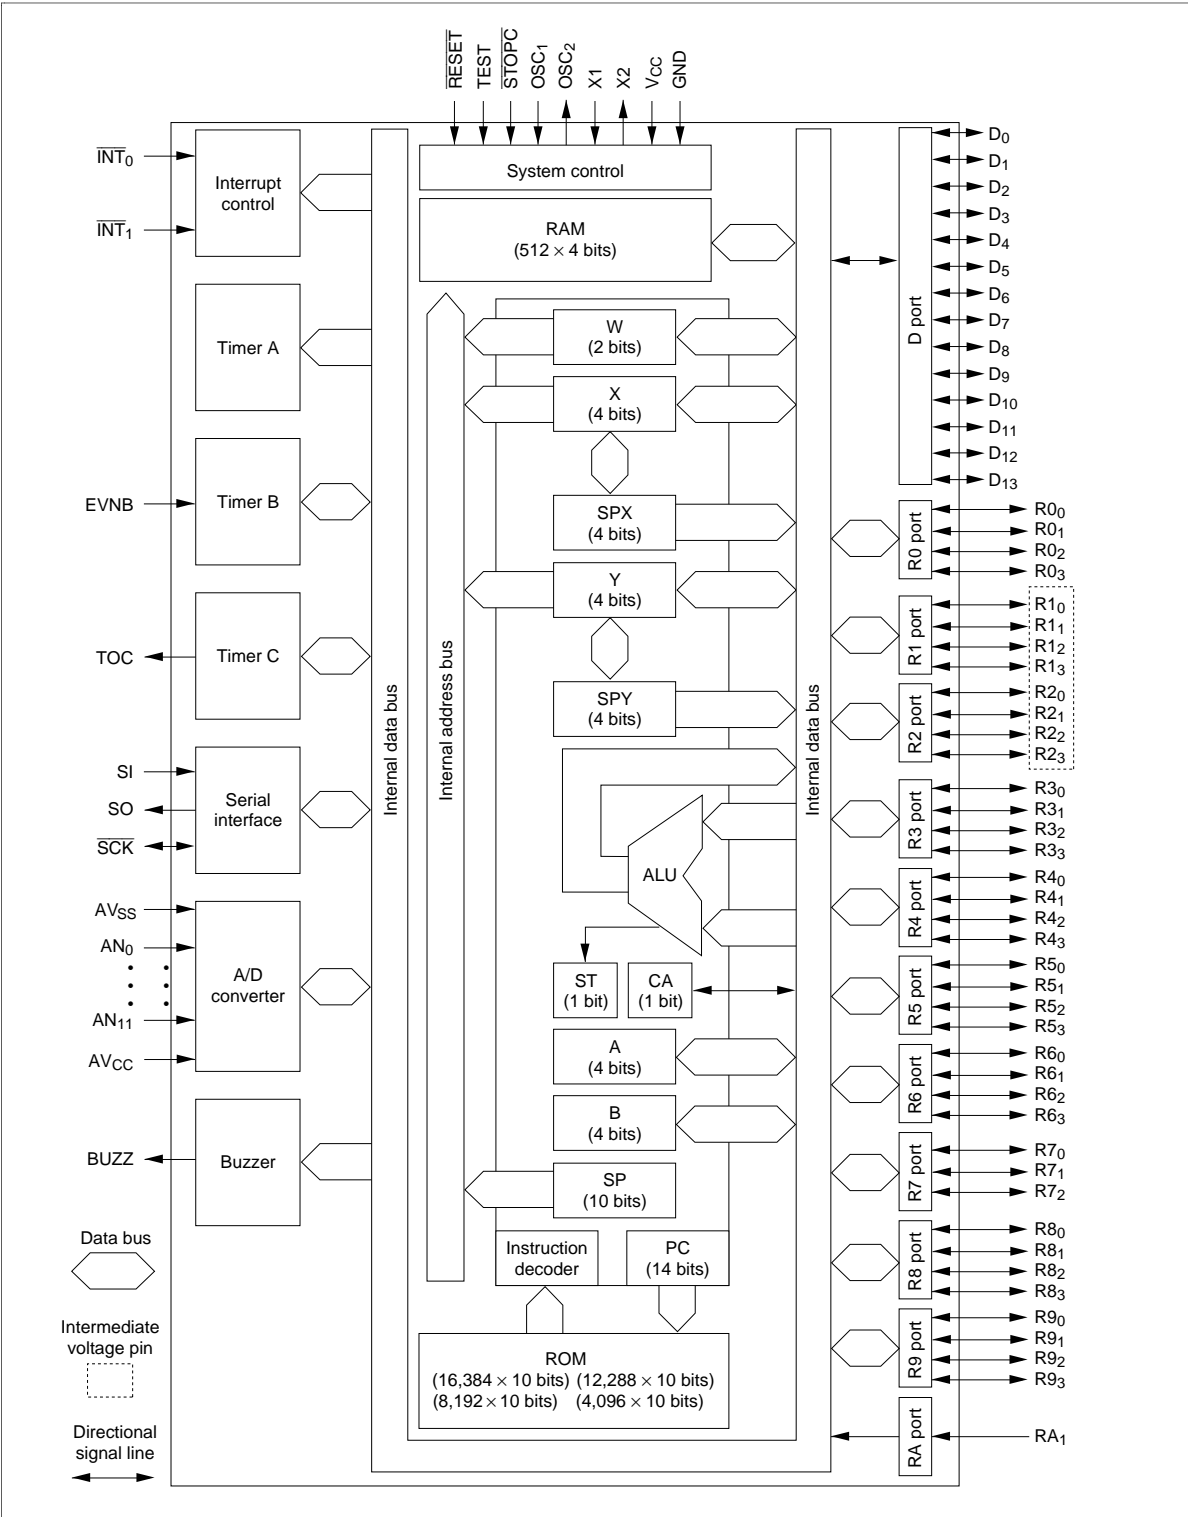 RESET
TEST
STOPC
OSC1
OSC2
X1
X2
VCC
GND
INT0
INT1
Interrupt
control
System control
RAM
(512 × 4 bits)
Timer A
W
(2 bits)
X
(4 bits)
EVNB
Timer B
SPX
(4 bits)
Y
(4 bits)
TOC
Timer C
SPY
(4 bits)
Internal data bus
Internal address bus
Internal data bus
SI
SO
SCK
Serial
interface
ALU
AVSS
AN0
AN11
AVCC
A/D
converter
ST
(1 bit)
CA
(1 bit)
A
(4 bits)
B
(4 bits)
BUZZ
Buzzer
SP
(10 bits)
Instruction
decoder
PC
(14 bits)
ROM
(16,384 × 10 bits) (12,288 × 10 bits)
(8,192 × 10 bits) (4,096 × 10 bits)
D port
D0
D1
D2
D3
D4
D5
D6
D7
D8
D9
D10
D11
D12
D13
R0 port
R00
R01
R02
R03
R1 port
R10
R11
R12
R13
R2 port
R20
R21
R22
R23
R3 port
R30
R31
R32
R33
R4 port
R40
R41
R42
R43
R5 port
R50
R51
R52
R53
R6 port
R60
R61
R62
R63
R7 port
R70
R71
R72
R8 port
R80
R81
R82
R83
R9 port
R90
R91
R92
R93
RA port
RA1
Data bus
Intermediate
voltage pin
Directional
signal line